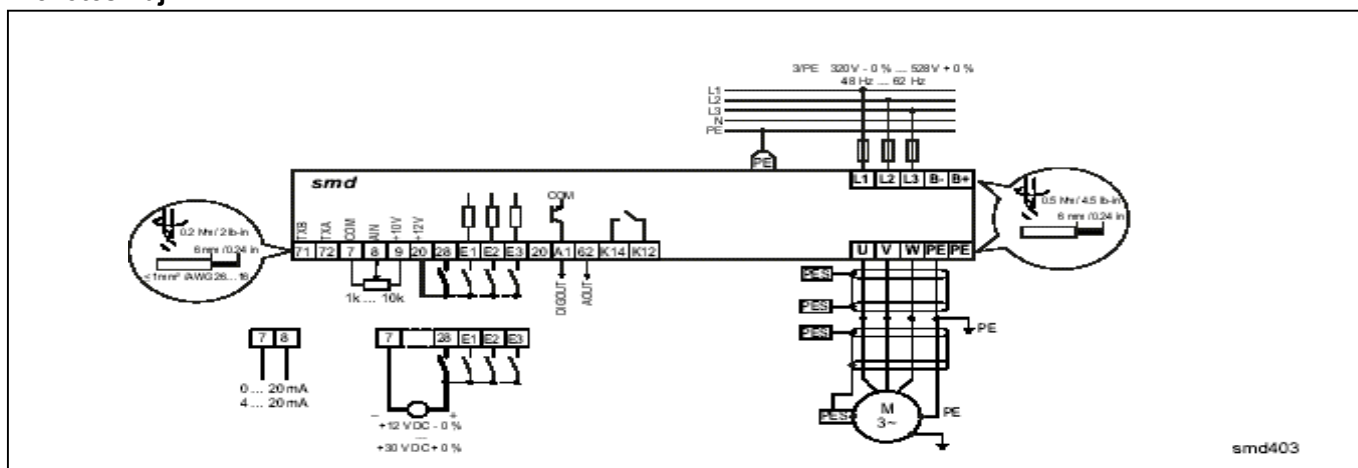 3/PE 320V - 0 % .... 528V + 0 %
48 Hz .... 62 Hz
L1
L2
L3
N
PE
PE
smd
L1 L2 L3 B- B+
0.2 Nm / 2 lb-in
6 mm /0.24 in
< 1mm² /AWG26...16
0.5 Nm/ 4.5 lb-in
6 mm /0.24 in
TXB TXA COM AIN +10V +12V
COM
71 72 7 8 9 20 28 E1 E2 E3 20 A1 62 K14 K12
U V W PE PE
1k .... 10k
DIGOUT AOUT
PES
PES
PES
PE
7 8
7 28 E1 E2 E3
0 .... 20 mA
4 .... 20 mA
– +
+12 VDC - 0 %
....
+30 VDC + 0 %
PES
M
3~
PE
smd403